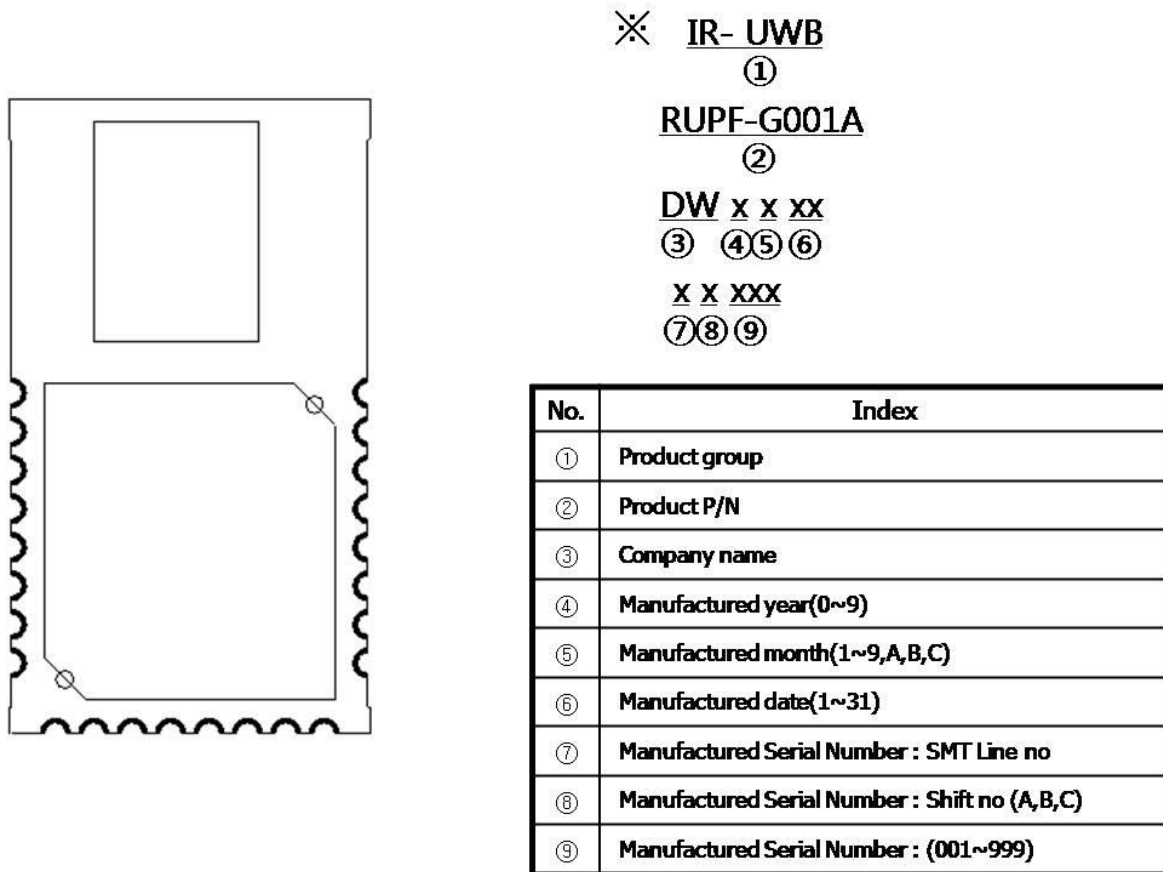 ※ IR- UWB
①
RUPF-G001A
②
DW x x xx
③ ④⑤⑥
x x xxx
⑦⑧⑨
No. Index
① Product group
② Product P/N
③ Company name
④ Manufactured year(0~9)
⑤ Manufactured month(1~9,A,B,C)
⑥ Manufactured date(1~31)
⑦ Manufactured Serial Number : SMT Line no
⑧ Manufactured Serial Number : Shift no (A,B,C)
⑨ Manufactured Serial Number : (001~999)